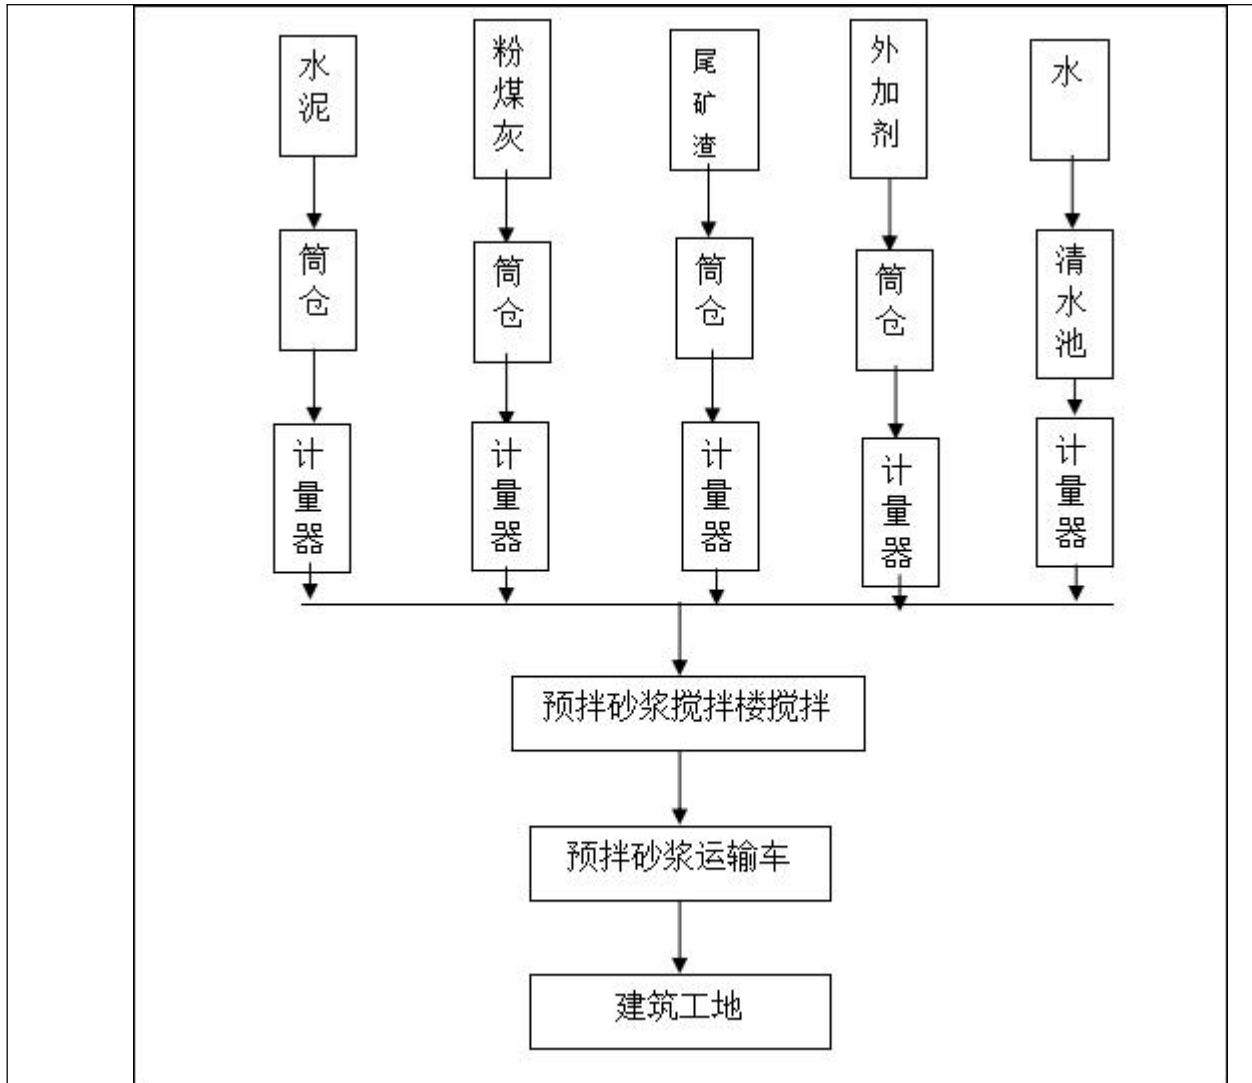 水泥
粉煤灰
尾矿渣
外加剂
水
筒仓
筒仓
筒仓
筒仓
清水池
计量器
计量器
计量器
计量器
计量器
预拌砂浆搅拌楼搅拌
预拌砂浆运输车
建筑工地